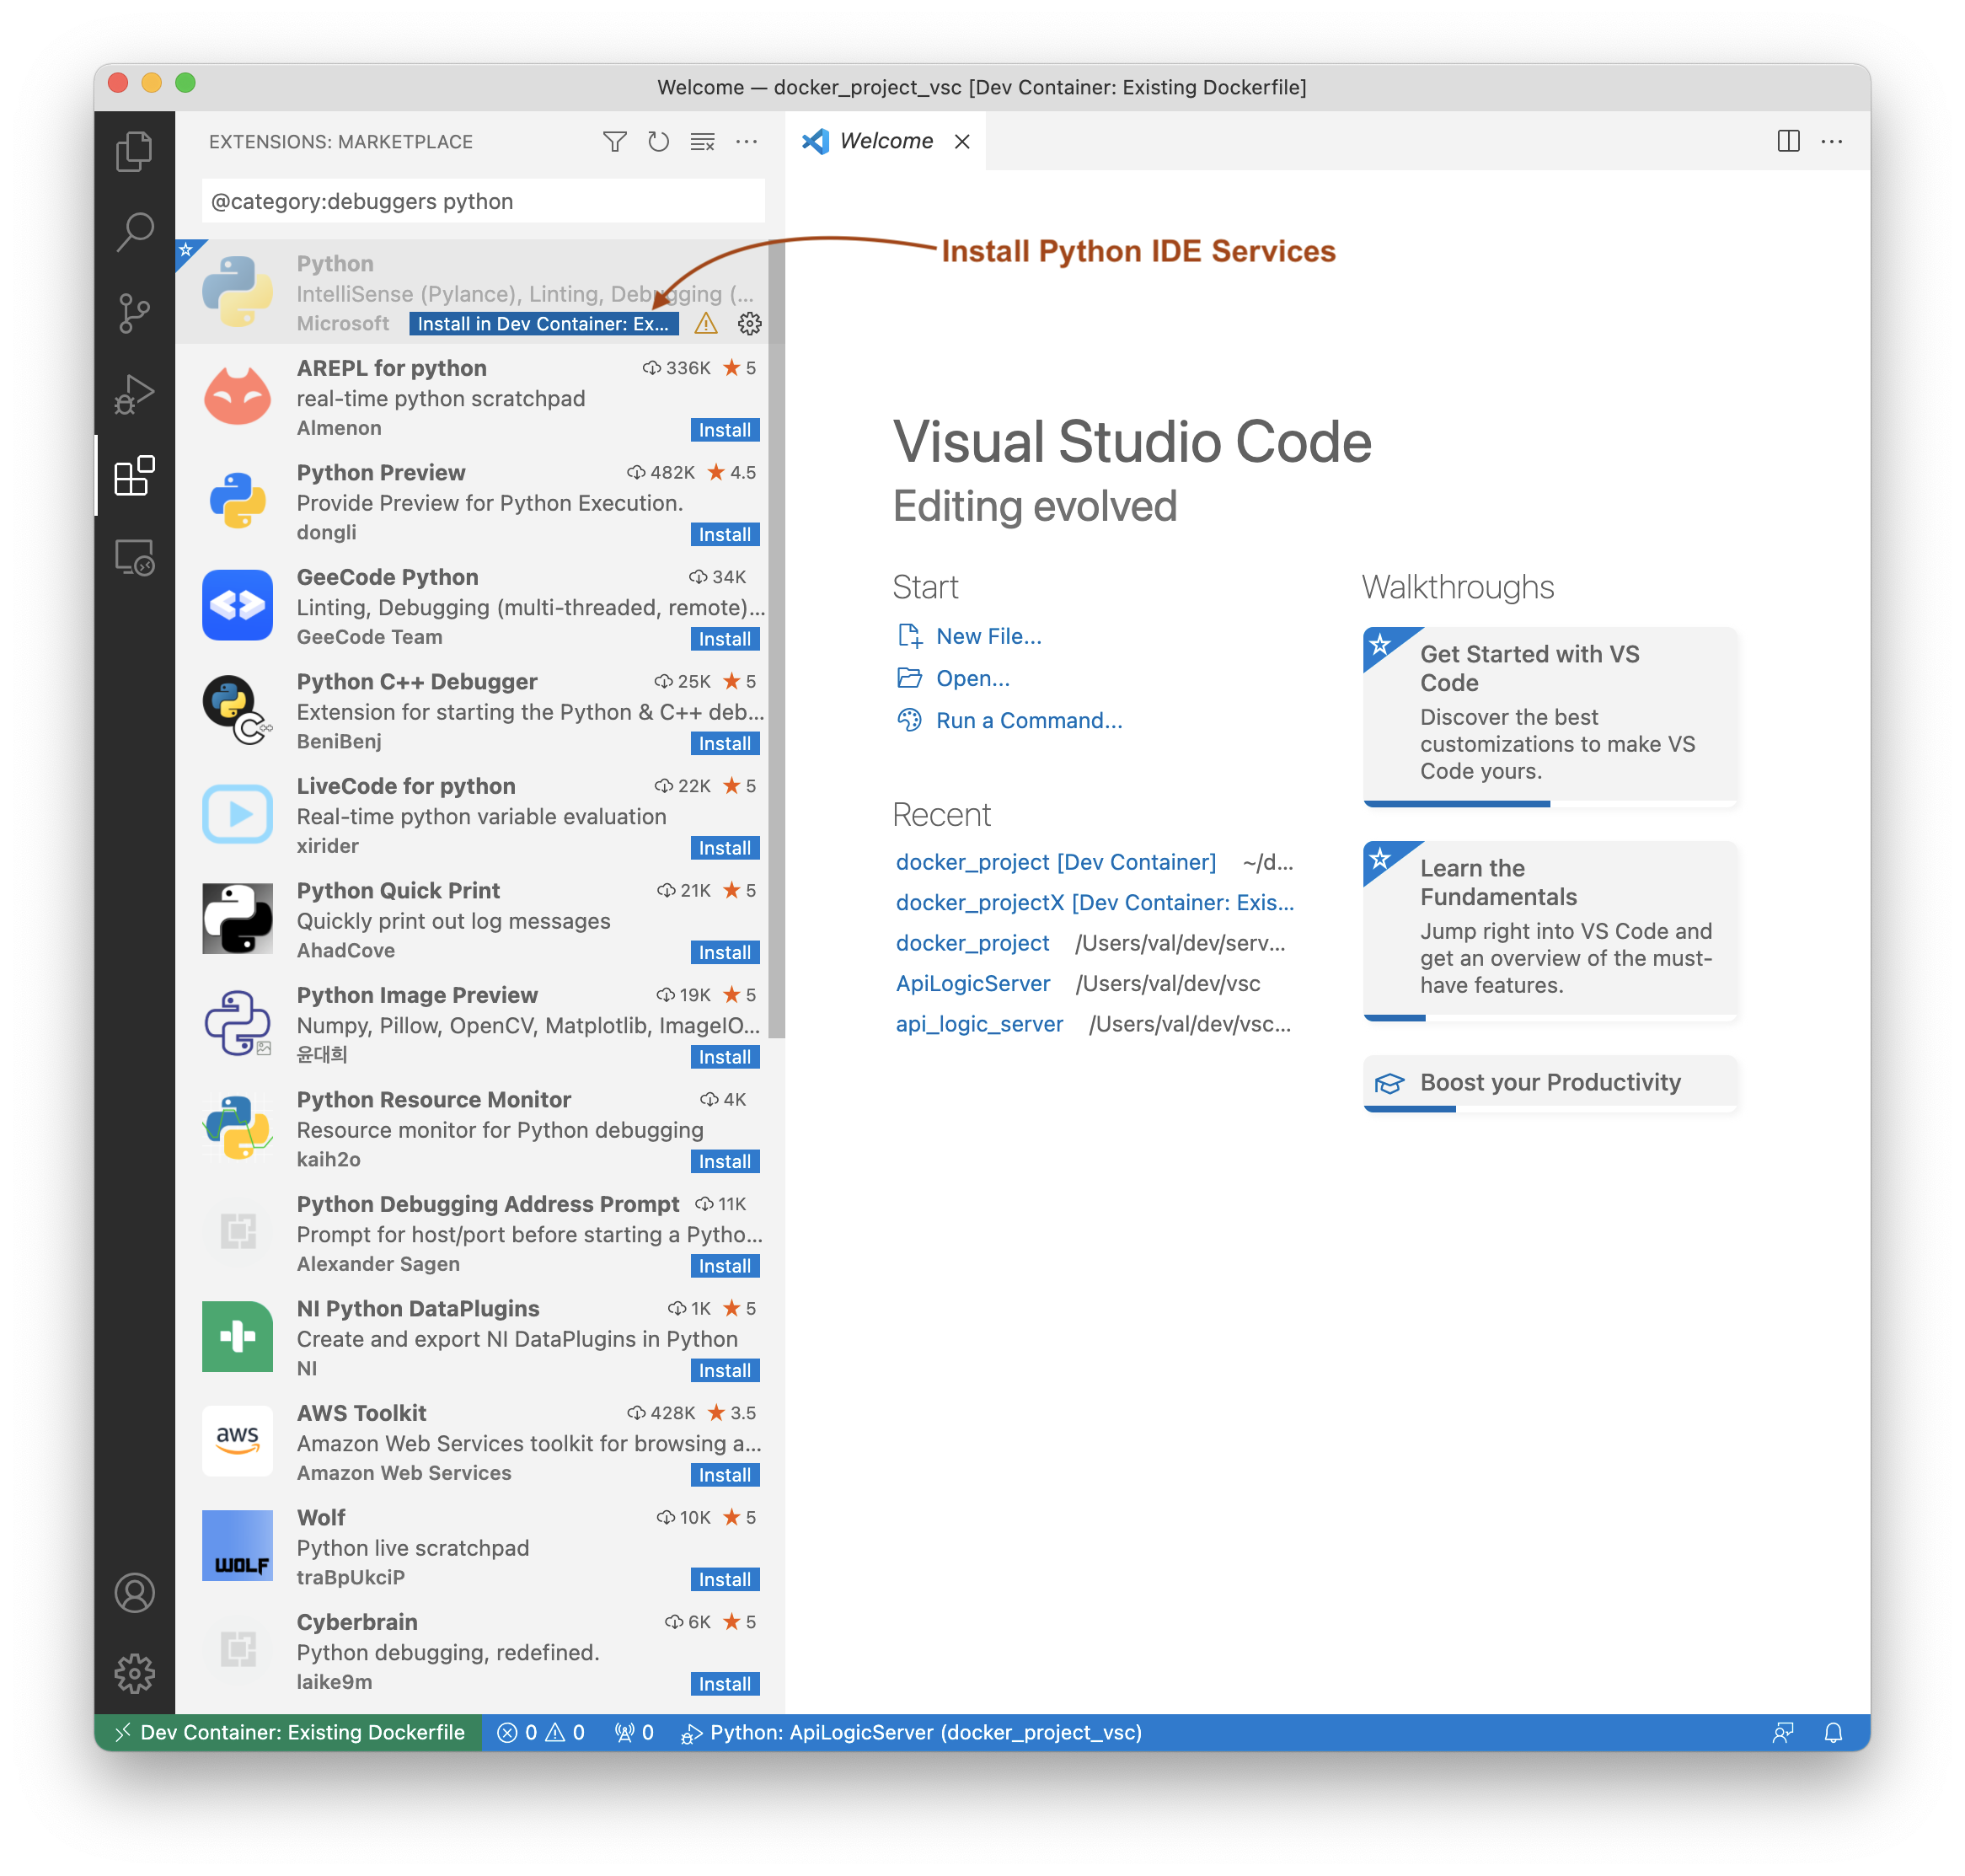 Welcome — docker_project_vsc [Dev Container: Existing Dockerfile]
EXTENSIONS: MARKETPLACE
@category:debuggers python
Python
IntelliSense (Pylance), Linting, Debugging (...
Microsoft Install in Dev Container: Ex...
AREPL for python 336K 5
real-time python scratchpad
Almenon Install
Python Preview 482K 4.5
Provide Preview for Python Execution.
dongli Install
GeeCode Python 34K
Linting, Debugging (multi-threaded, remote)...
GeeCode Team Install
Python C++ Debugger 25K 5
Extension for starting the Python & C++ deb...
BeniBenj Install
LiveCode for python 22K 5
Real-time python variable evaluation
xirider Install
Python Quick Print 21K 5
Quickly print out log messages
AhadCove Install
Python Image Preview 19K 5
Numpy, Pillow, OpenCV, Matplotlib, ImageIO...
윤대희 Install
Python Resource Monitor 4K
Resource monitor for Python debugging
kaih2o Install
Python Debugging Address Prompt 11K
Prompt for host/port before starting a Pytho...
Alexander Sagen Install
NI Python DataPlugins 1K 5
Create and export NI DataPlugins in Python
NI Install
aws
AWS Toolkit 428K 3.5
Amazon Web Services toolkit for browsing a...
Amazon Web Services Install
WOLF
Wolf 10K 5
Python live scratchpad
traBpUkciP Install
Cyberbrain 6K 5
Python debugging, redefined.
laike9m Install
Welcome
Install Python IDE Services
Visual Studio Code
Editing evolved
Start
New File...
Open...
Run a Command...
Recent
docker_project [Dev Container] ~/d...
docker_projectX [Dev Container: Exis...
docker_project /Users/val/dev/serv...
ApiLogicServer /Users/val/dev/vsc
api_logic_server /Users/val/dev/vsc...
Walkthroughs
Get Started with VS
Code
Discover the best
customizations to make VS
Code yours.
Learn the
Fundamentals
Jump right into VS Code and
get an overview of the must-
have features.
Boost your Productivity
Dev Container: Existing Dockerfile 0 0 0 Python: ApiLogicServer (docker_project_vsc)